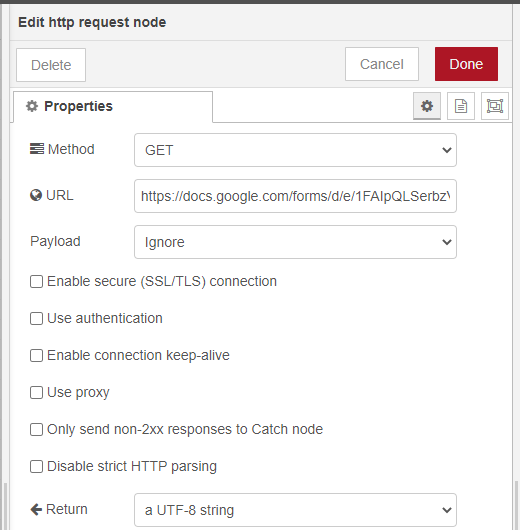 Edit http request node
Delete
Cancel
Done
Properties
Method
GET
URL
https://docs.google.com/forms/d/e/1FAIpQLSerbzV
Payload
Ignore
Enable secure (SSL/TLS) connection
Use authentication
Enable connection keep-alive
Use proxy
Only send non-2xx responses to Catch node
Disable strict HTTP parsing
Return
a UTF-8 string